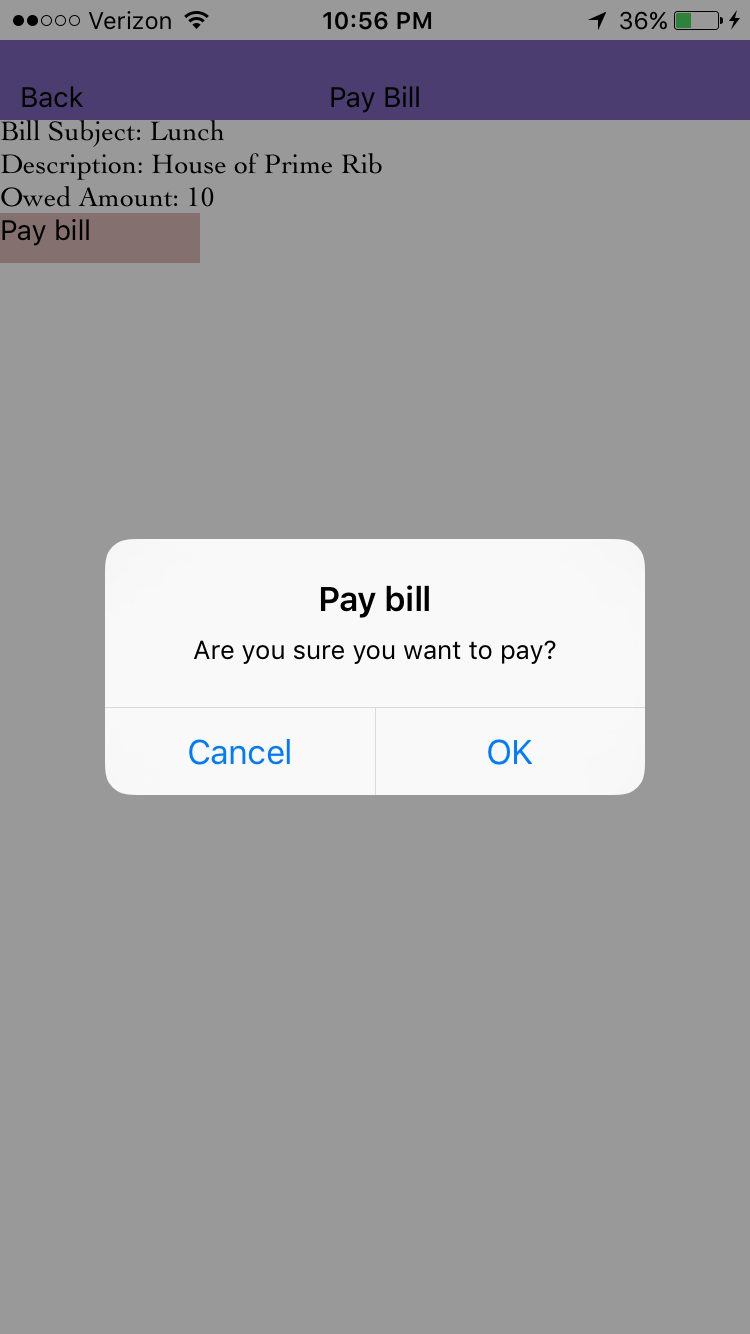 Verizon 10:56 PM 36%
Back Pay Bill
Bill Subject: Lunch
Description: House of Prime Rib
Owed Amount: 10
Pay bill
Pay bill
Are you sure you want to pay?
Cancel OK